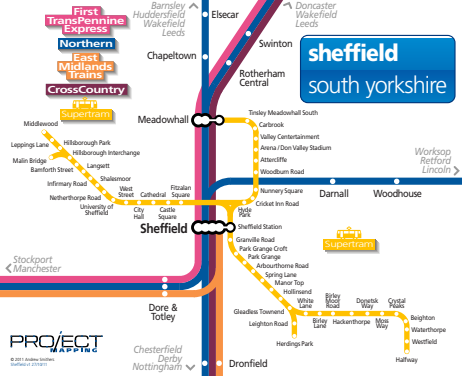 First
TransPennine
Express
Northern
East
Midlands
Trains
CrossCountry
Supertram
Barnsley
Huddersfield
Wakefield
Leeds
Elsecar
Doncaster
Wakefield
Leeds
Swinton
Chapeltown
Rotherham
Central
sheffield
south yorkshire
Meadowhall
Tinsley Meadowhall South
Carbrook
Valley Centertainment
Arena / Don Valley Stadium
Attercliffe
Woodburn Road
Nunnery Square
Cricket Inn Road
Hyde
Park
Middlewood
Leppings Lane
Hillsborough Park
Hillsborough Interchange
Malin Bridge
Bamforth Street
Langsett
Infirmary Road
Shalesmoor
Netherthorpe Road
University of
Sheffield
West
Street
City
Hall
Cathedral
Castle
Square
Fitzalan
Square
Worksop
Retford
Lincoln
Darnall
Woodhouse
Sheffield
Sheffield Station
Granville Road
Park Grange Croft
Park Grange
Arbourthorne Road
Spring Lane
Manor Top
Hollinsend
Gleadless Townend
Leighton Road
Herdings Park
White
Lane
Birley
Lane
Birley
Moor
Road
Hackenthorpe
Donetsk
Way
Moss
Way
Crystal
Peaks
Beighton
Waterthorpe
Westfield
Halfway
Supertram
Stockport
Manchester
Dore &
Totley
Chesterfield
Derby
Nottingham
Dronfield
PROJECT
MAPPING
© 2011 Andrew Smithers